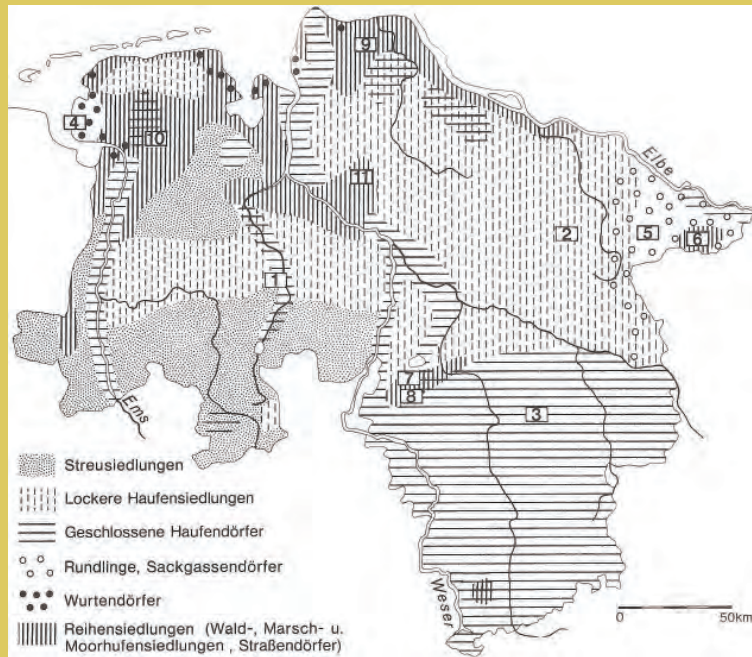 9
4
10
11
Elbe
2
5
6
1
7
8
3
Ems
Weser
Streusiedlungen
Lockere Haufensiedlungen
Geschlossene Haufendörfer
Rundlinge, Sackgassendörfer
Wurtendörfer
Reihensiedlungen (Wald-, Marsch- u.
Moorhufensiedlungen , Straßendörfer)
0 50km